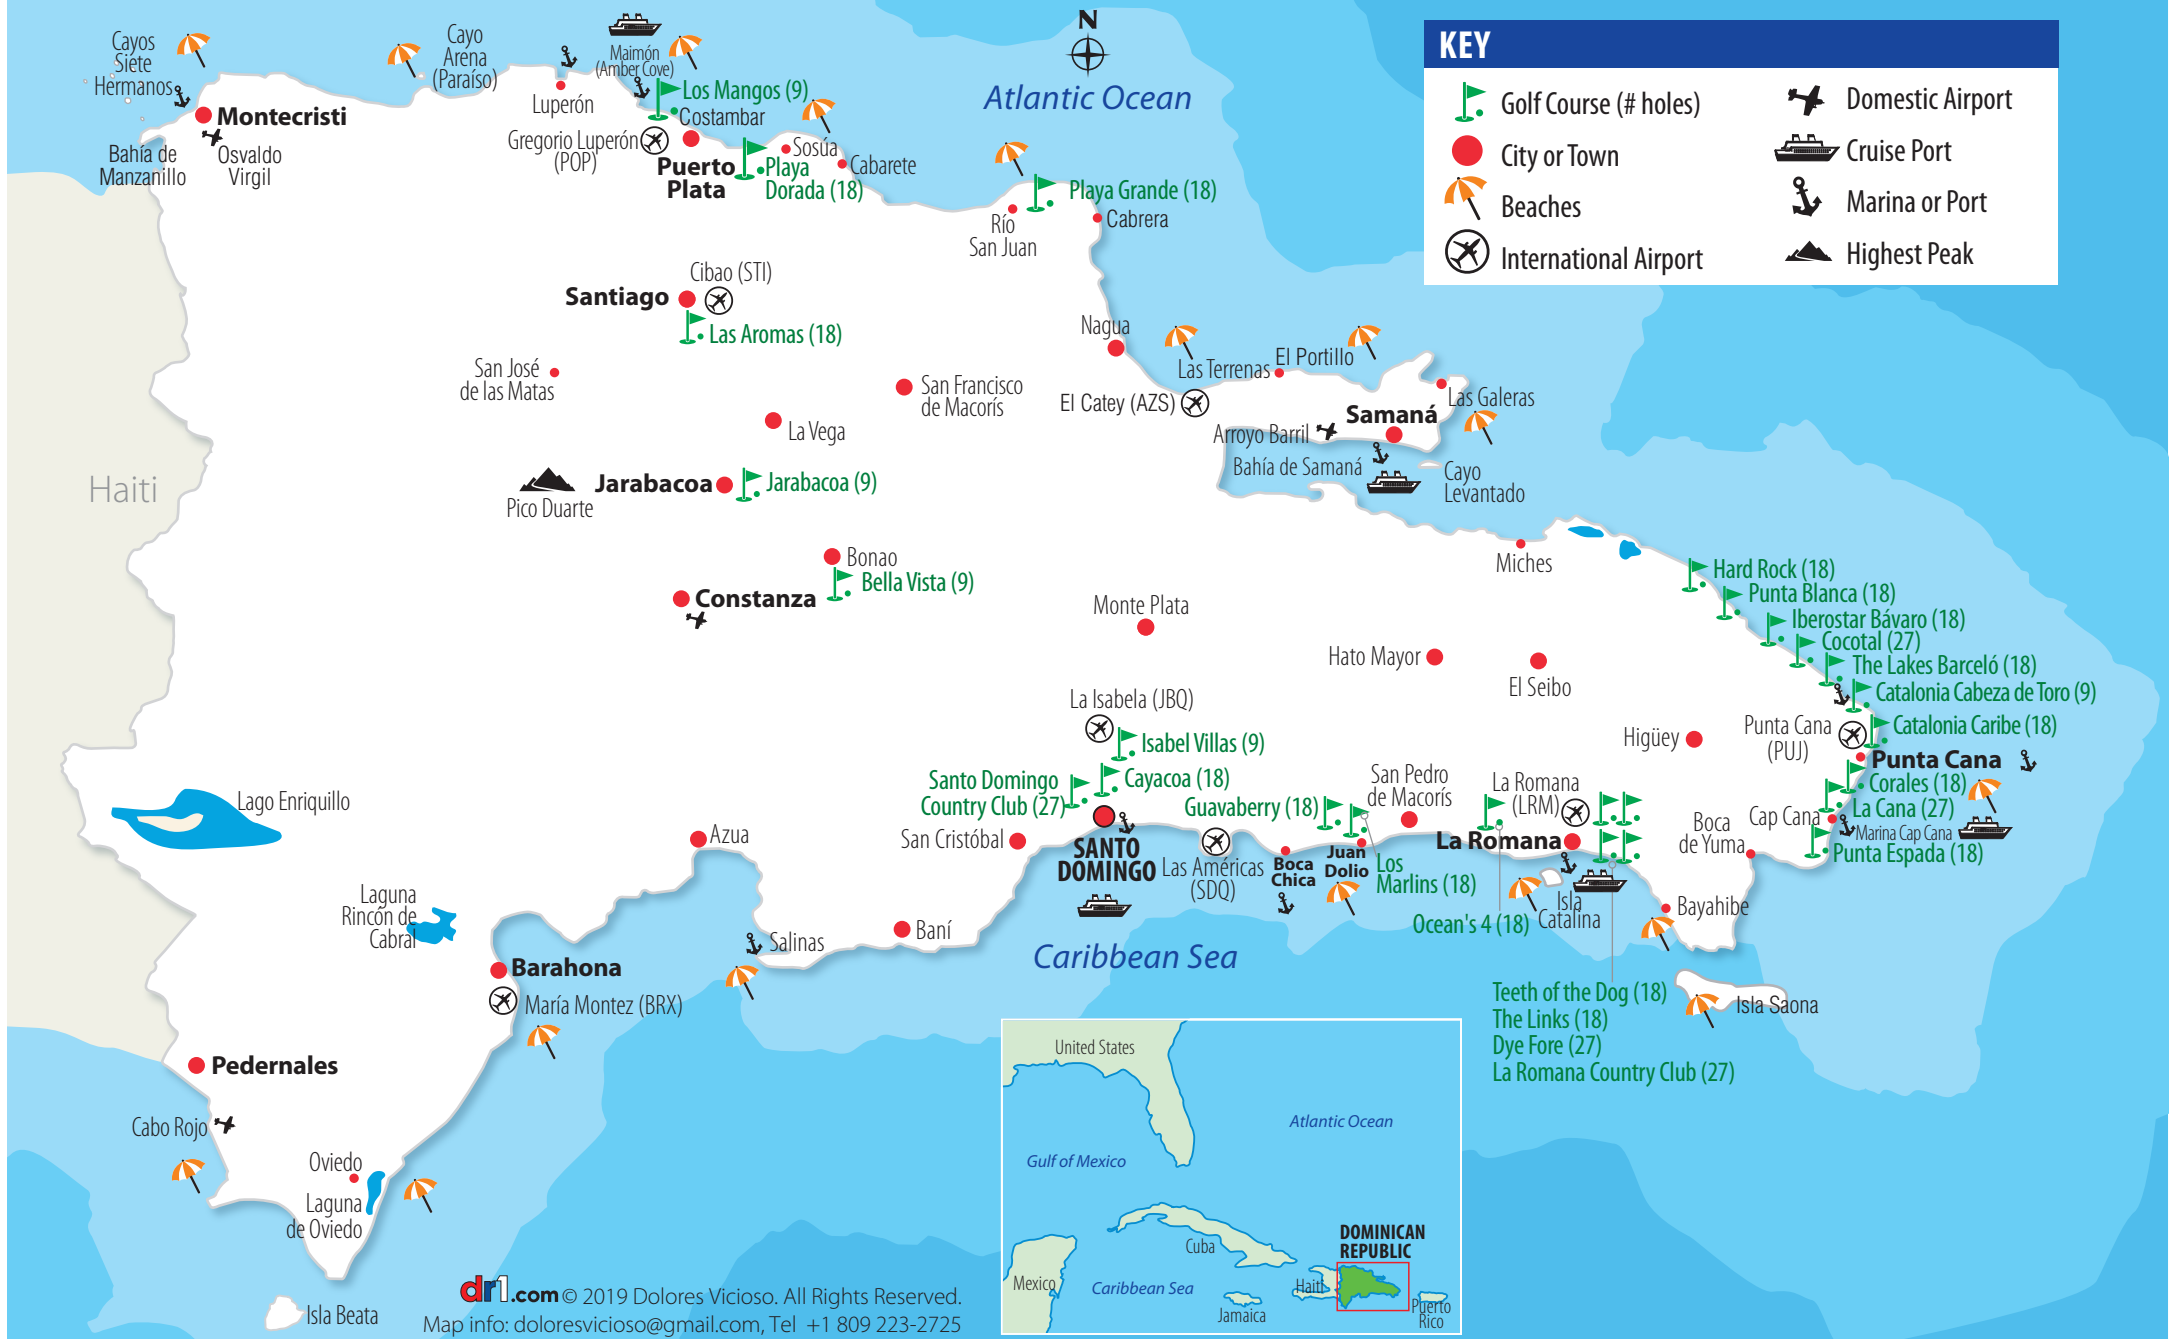 Cayos
Siete
Hermanos
Cayo
Arena
(Paraíso)
Maimón
(Amber Cove)
N
Atlantic Ocean
KEY
Golf Course (# holes)
City or Town
Beaches
International Airport
Domestic Airport
Cruise Port
Marina or Port
Highest Peak
Montecristi
Osvaldo
Virgil
Bahía de
Manzanillo
Luperón
Los Mangos (9)
Costambar
Gregorio Luperón
(POP)
Puerto
Plata
Playa
Dorada (18)
Sosúa
Cabarete
Río
San Juan
Playa Grande (18)
Cabrera
Cibao (STI)
Santiago
Las Aromas (18)
San José
de las Matas
San Francisco
de Macorís
La Vega
Nagua
Las Terrenas
El Portillo
El Catey (AZS)
Las Galeras
Samaná
Arroyo Barril
Bahía de Samaná
Cayo
Levantado
Haiti
Pico Duarte
Jarabacoa
Jarabacoa (9)
Bonao
Bella Vista (9)
Constanza
Miches
Monte Plata
Hato Mayor
El Seibo
Hard Rock (18)
Punta Blanca (18)
Iberostar Bávaro (18)
Cocotal (27)
The Lakes Barceló (18)
Catalonia Cabeza de Toro (9)
Catalonia Caribe (18)
Punta Cana
(PUJ)
Punta Cana
Corales (18)
La Cana (27)
Cap Cana
Marina Cap Cana
Punta Espada (18)
Higüey
Boca
de Yuma
La Isabela (JBQ)
Isabel Villas (9)
Santo Domingo
Country Club (27)
Cayacoa (18)
Guavaberry (18)
San Pedro
de Macorís
La Romana
(LRM)
La Romana
San Cristóbal
SANTO
DOMINGO
Las Américas
(SDQ)
Boca
Chica
Juan
Dolio
Los
Marlins (18)
Ocean's 4 (18)
Isla
Catalina
Bayahibe
Isla Saona
Teeth of the Dog (18)
The Links (18)
Dye Fore (27)
La Romana Country Club (27)
Lago Enriquillo
Azua
Laguna
Rincón de
Cabral
Baní
Salinas
Caribbean Sea
Barahona
María Montez (BRX)
Pedernales
Cabo Rojo
Oviedo
Laguna
de Oviedo
Isla Beata
dr1.com © 2019 Dolores Vicioso. All Rights Reserved.
Map info: doloresvicioso@gmail.com, Tel +1 809 223-2725
United States
Atlantic Ocean
Gulf of Mexico
Cuba
DOMINICAN
REPUBLIC
Mexico
Caribbean Sea
Haiti
Jamaica
Puerto
Rico